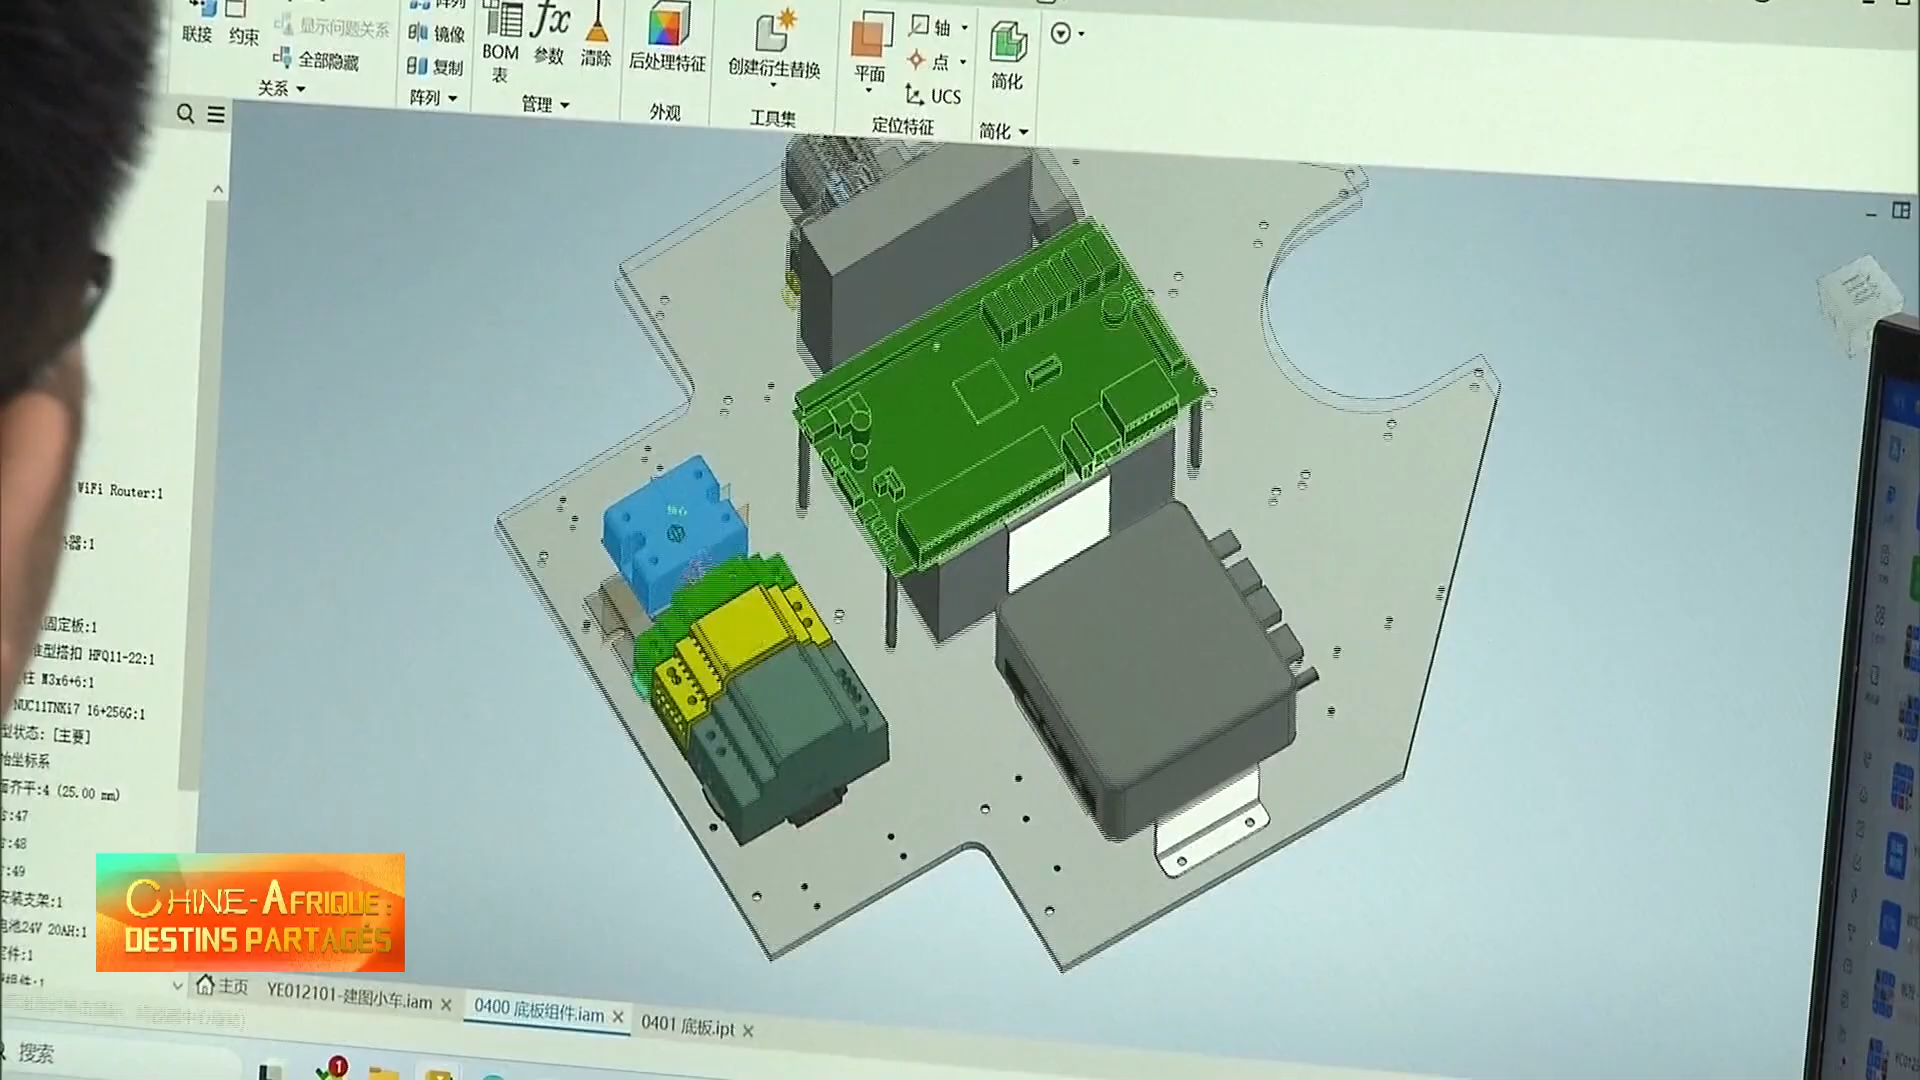 联接
约束
显示问题关系
全部隐藏
关系
阵列
镜像
复制
阵列
BOM
表
fx
参数
清除
管理
后处理特征
外观
创建衍生替换
工具集
平面
轴
点
UCS
定位特征
简化
简化
WiFi Router:1
器:1
固定板:1
型搭扣 HFQ11-22:1
柱 M3x6+6:1
NUC11TNKi7 16+256G:1
型状态: [主要]
始坐标系
齐平:4 (25.00 mm)
:47
:48
:49
安装支架:1
电池24V 20AH:1
件:1
CHINE-AFRIQUE :
DESTINS PARTAGÉS
主页
YE012101-建图小车.iam
0400 底板组件.iam
0401 底板.ipt
搜索
1